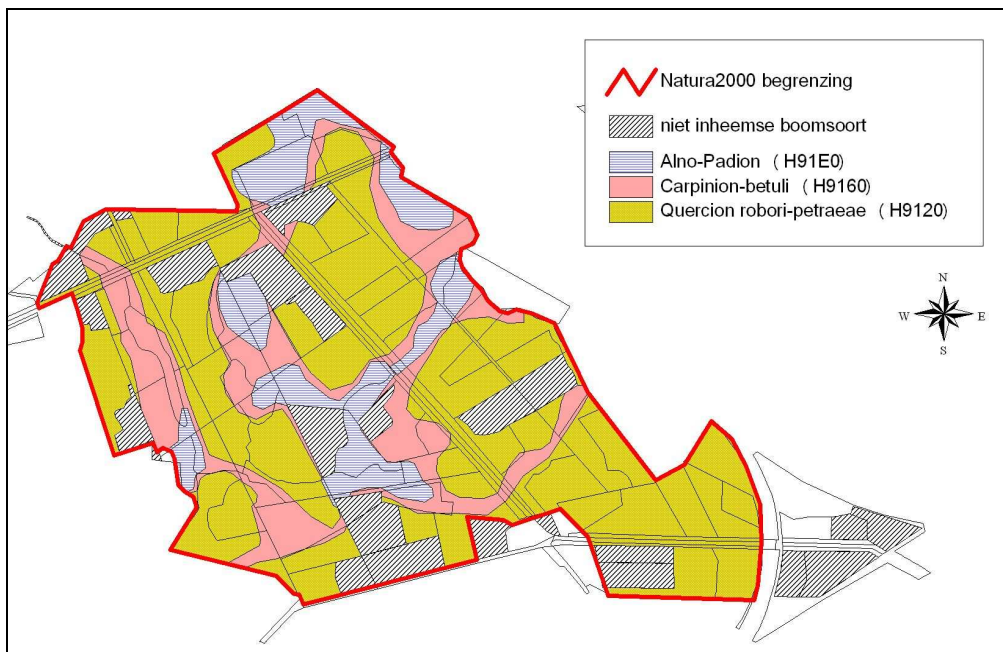 Natura2000 begrenzing
niet inheemse boomsoort
Alno-Padion ( H91E0)
Carpinion-betuli ( H9160)
Quercion robori-petraeae ( H9120)
N
W E
S